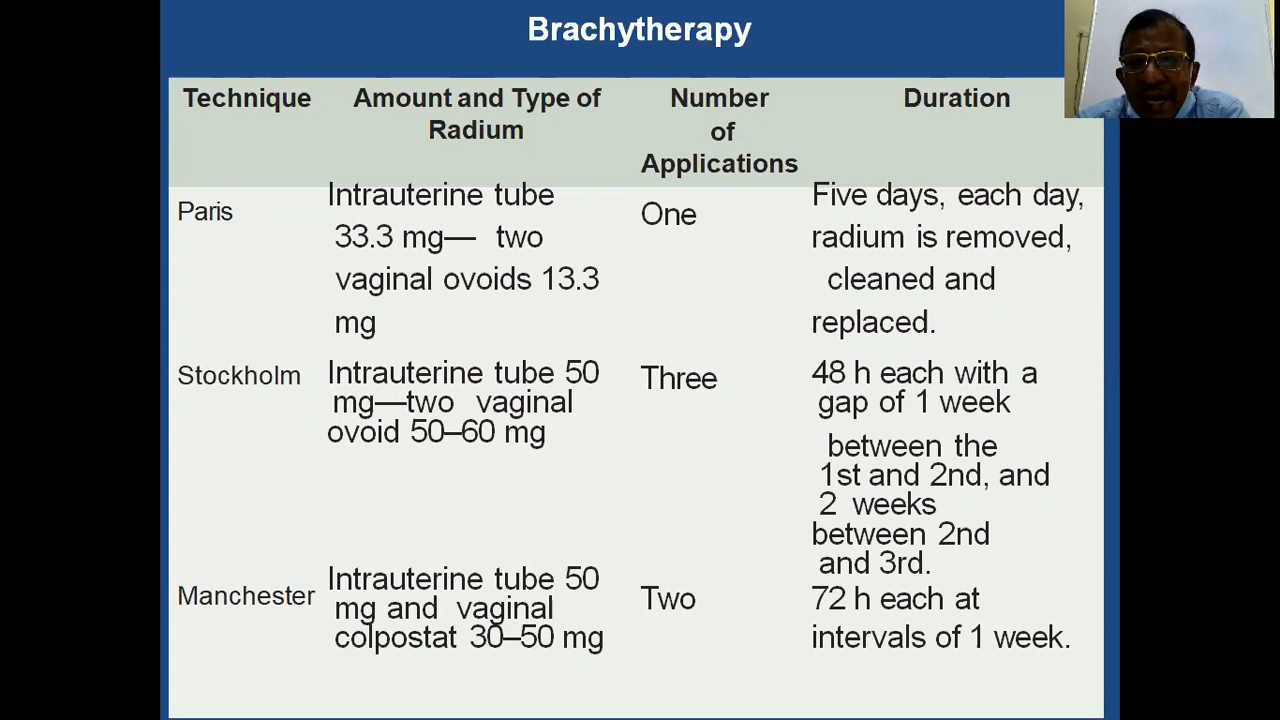 Brachytherapy
Technique
Amount and Type of
Radium
Number
of
Applications
Duration
Paris
Intrauterine tube
33.3 mg— two
vaginal ovoids 13.3
mg
One
Five days, each day,
radium is removed,
cleaned and
replaced.
Stockholm
Intrauterine tube 50
mg—two vaginal
ovoid 50–60 mg
Three
48 h each with a
gap of 1 week
between the
1st and 2nd, and
2 weeks
between 2nd
and 3rd.
Manchester
Intrauterine tube 50
mg and vaginal
colpostat 30–50 mg
Two
72 h each at
intervals of 1 week.